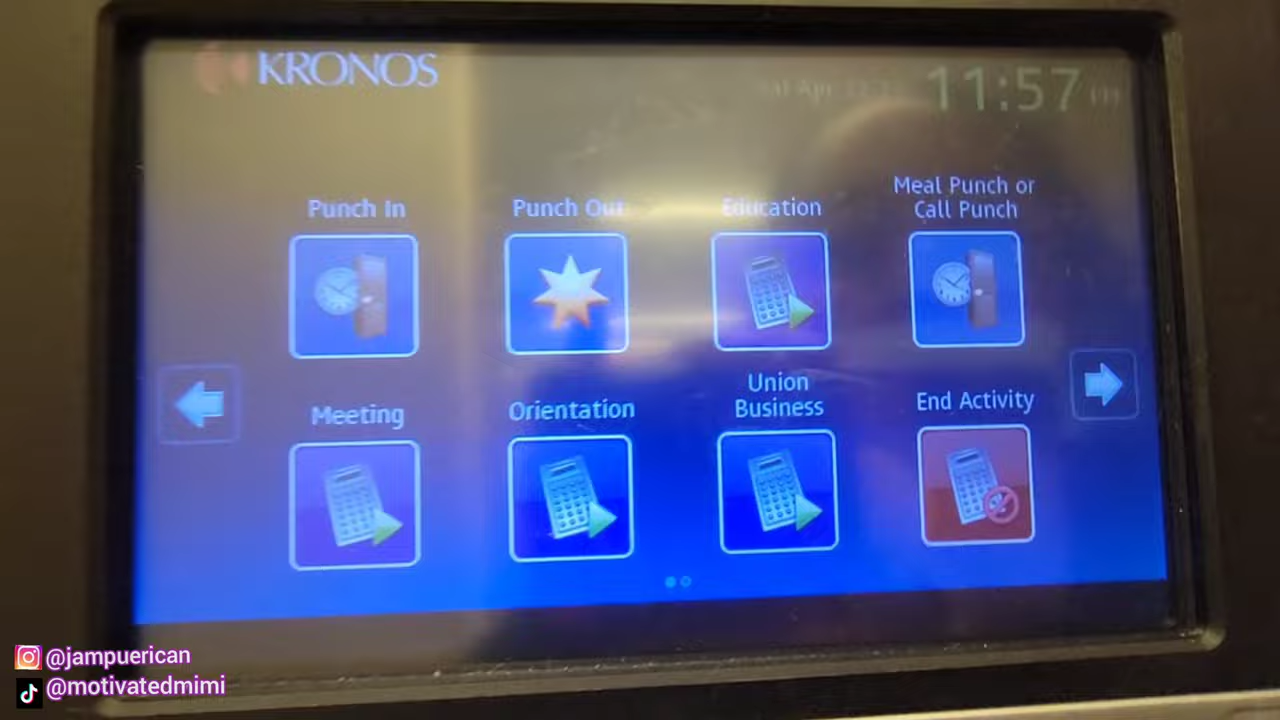 KRONOS
11:57
Punch In
Punch Out
Education
Meal Punch or
Call Punch
Meeting
Orientation
Union
Business
End Activity
@jampuerican
@motivatedmimi